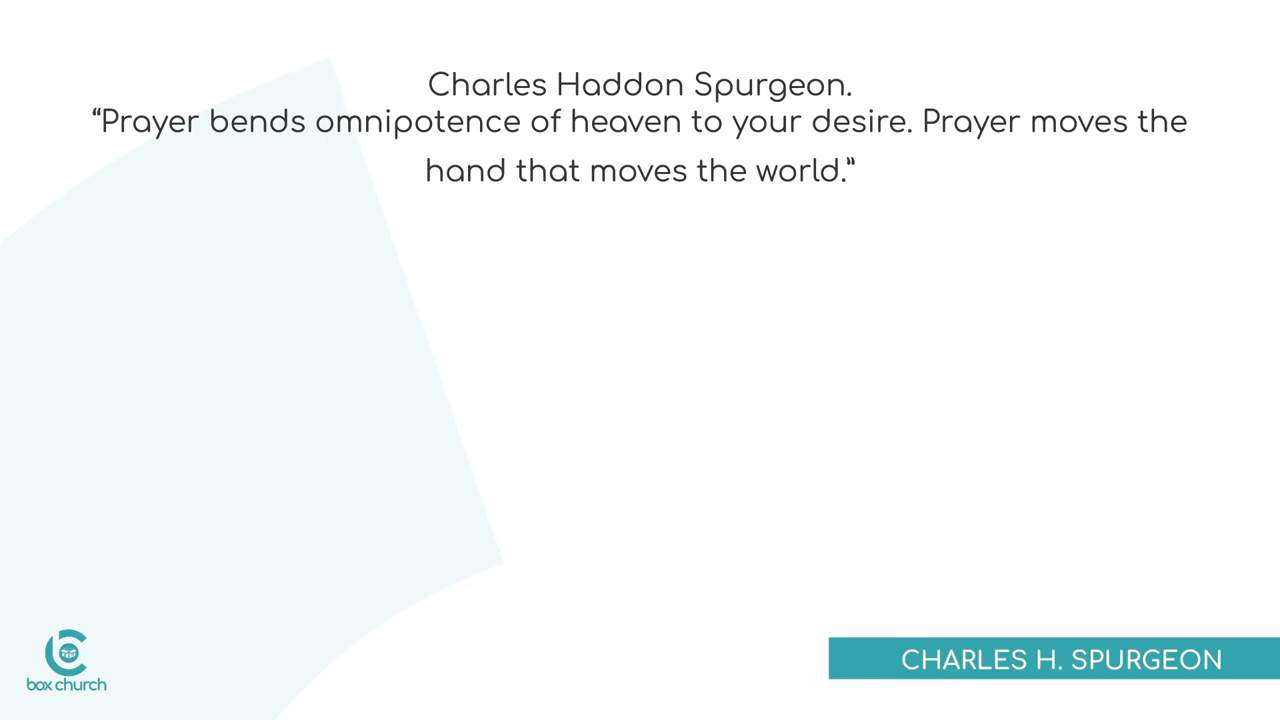 Charles Haddon Spurgeon.
“Prayer bends omnipotence of heaven to your desire. Prayer moves the
hand that moves the world.”
box church
CHARLES H. SPURGEON